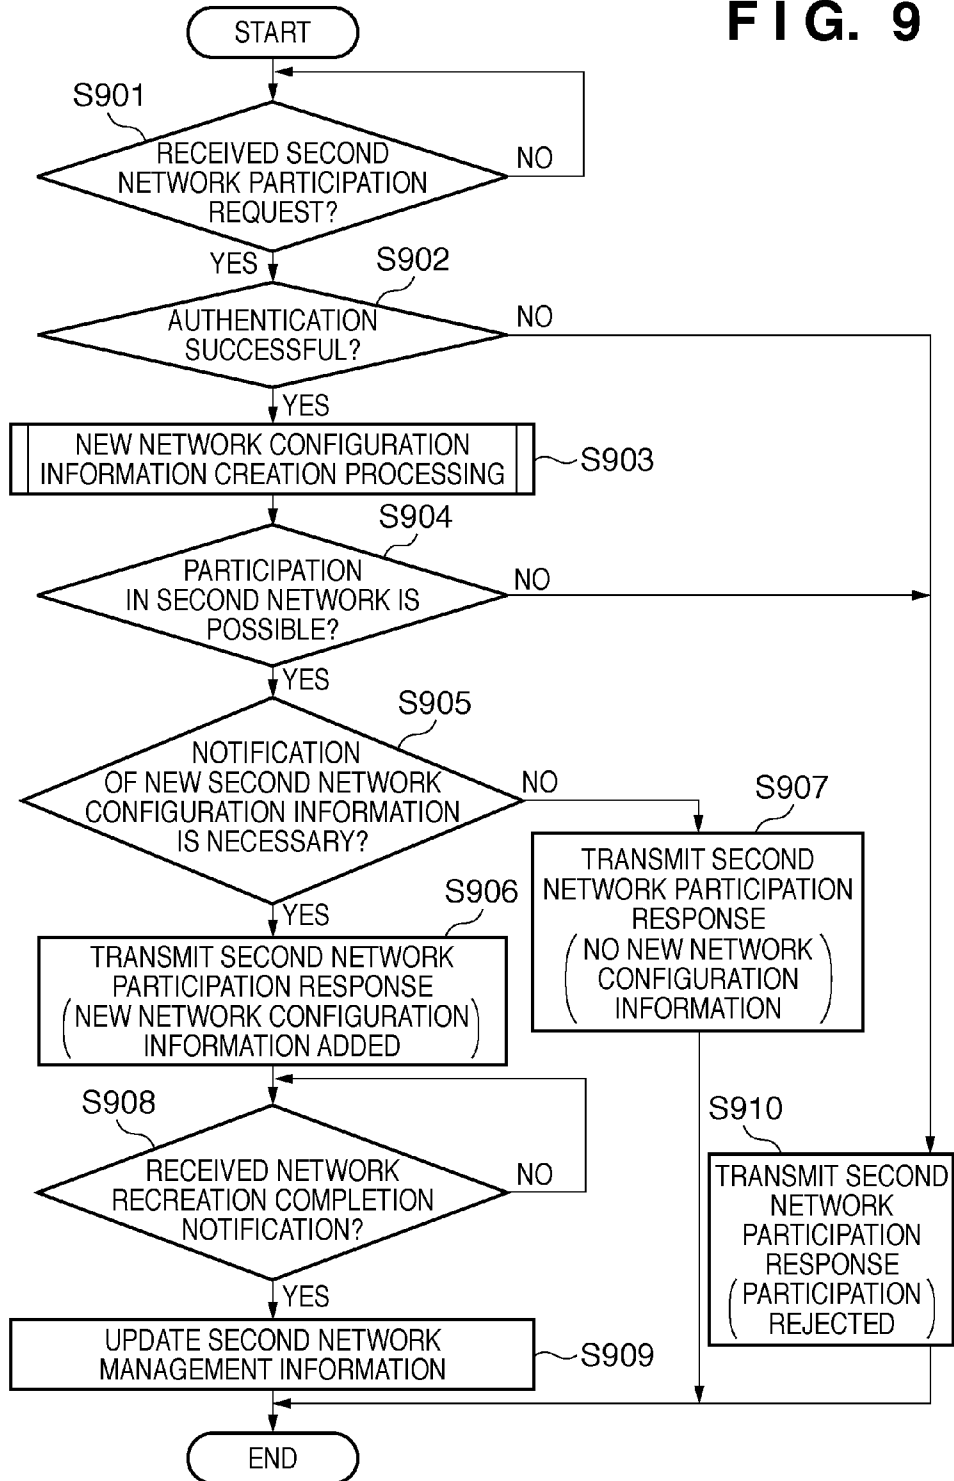 FIG. 9
START
S901
RECEIVED SECOND
NETWORK PARTICIPATION
REQUEST?
NO
YES
S902
AUTHENTICATION
SUCCESSFUL?
NO
YES
NEW NETWORK CONFIGURATION
INFORMATION CREATION PROCESSING
S903
S904
PARTICIPATION
IN SECOND NETWORK IS
POSSIBLE?
NO
YES
S905
NOTIFICATION
OF NEW SECOND NETWORK
CONFIGURATION INFORMATION
IS NECESSARY?
NO
YES
S907
TRANSMIT SECOND
NETWORK PARTICIPATION
RESPONSE
(NO NEW NETWORK
CONFIGURATION
INFORMATION)
S906
TRANSMIT SECOND NETWORK
PARTICIPATION RESPONSE
(NEW NETWORK CONFIGURATION
INFORMATION ADDED)
S908
RECEIVED NETWORK
RECREATION COMPLETION
NOTIFICATION?
NO
YES
S910
TRANSMIT SECOND
NETWORK
PARTICIPATION
RESPONSE
(PARTICIPATION
REJECTED)
UPDATE SECOND NETWORK
MANAGEMENT INFORMATION
S909
END